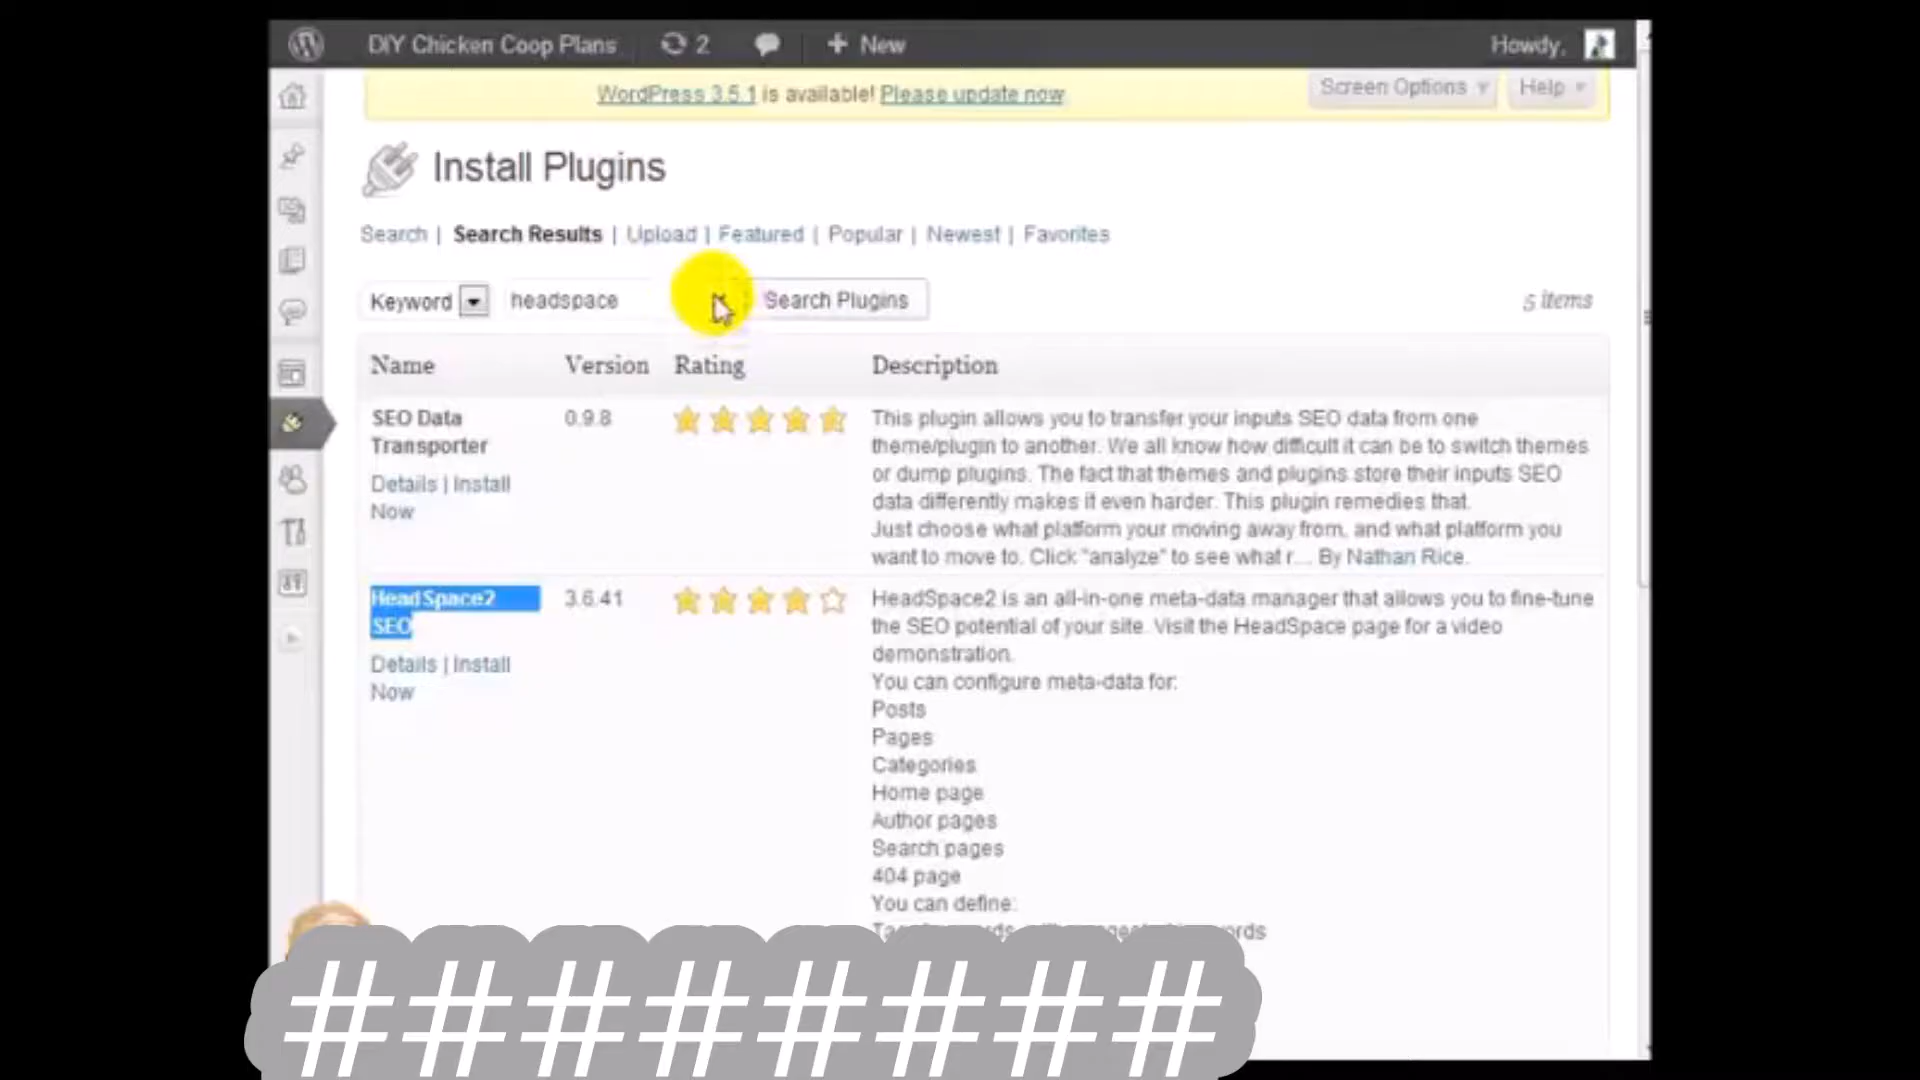 DIY Chicken Coop Plans 2 + New Howdy,
WordPress 3.5.1 is available! Please update now Screen Options Help
Install Plugins
Search | Search Results | Upload | Featured | Popular | Newest | Favorites
Keyword headspace Search Plugins 5 items
Name Version Rating Description
SEO Data Transporter
Details | Install Now
0.9.8
This plugin allows you to transfer your inputs SEO data from one
theme/plugin to another. We all know how difficult it can be to switch themes
or dump plugins. The fact that themes and plugins store their inputs SEO
data differently makes it even harder. This plugin remedies that.
Just choose what platform your moving away from, and what platform you
want to move to. Click "analyze" to see what r... By Nathan Rice.
HeadSpace2 SEO
Details | Install Now
3.6.41
HeadSpace2 is an all-in-one meta-data manager that allows you to fine-tune
the SEO potential of your site. Visit the HeadSpace page for a video
demonstration.
You can configure meta-data for:
Posts
Pages
Categories
Home page
Author pages
Search pages
404 page
You can define:
########